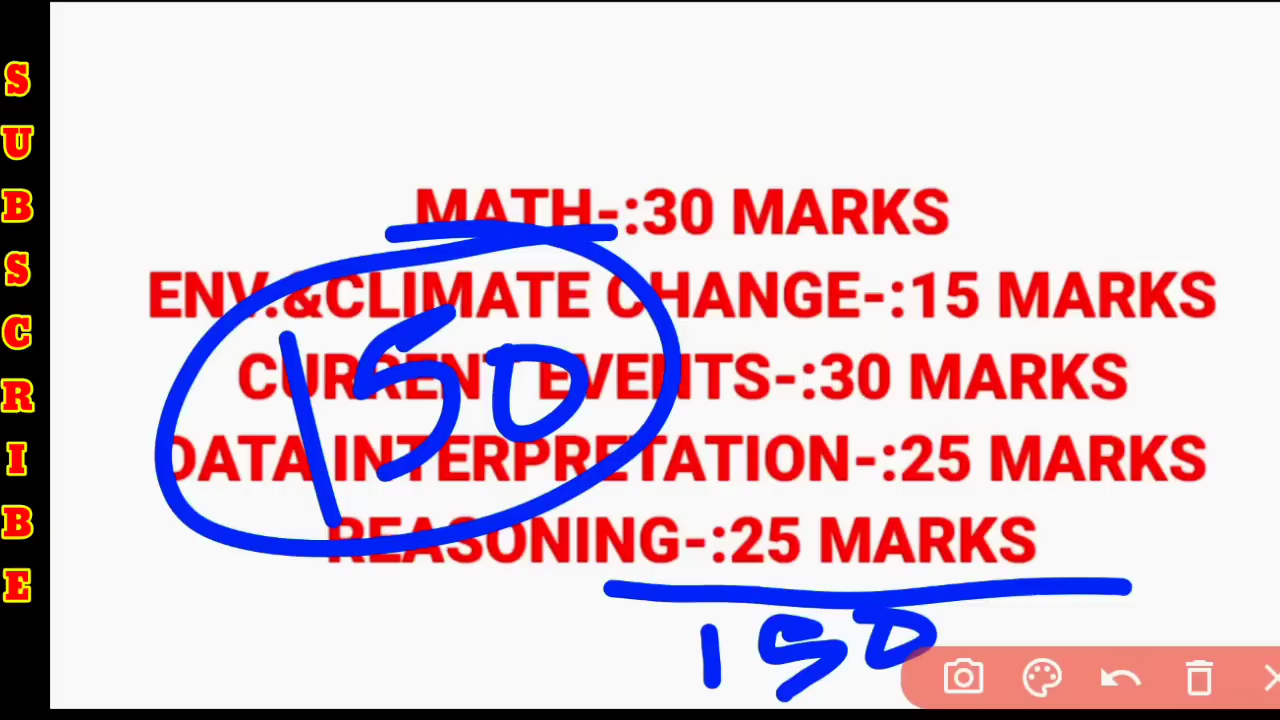 SUBSCRIBE
MATH-:30 MARKS
ENV.&CLIMATE CHANGE-:15 MARKS
150
CURRENT EVENTS-:30 MARKS
DATA INTERPRETATION-:25 MARKS
REASONING-:25 MARKS
150